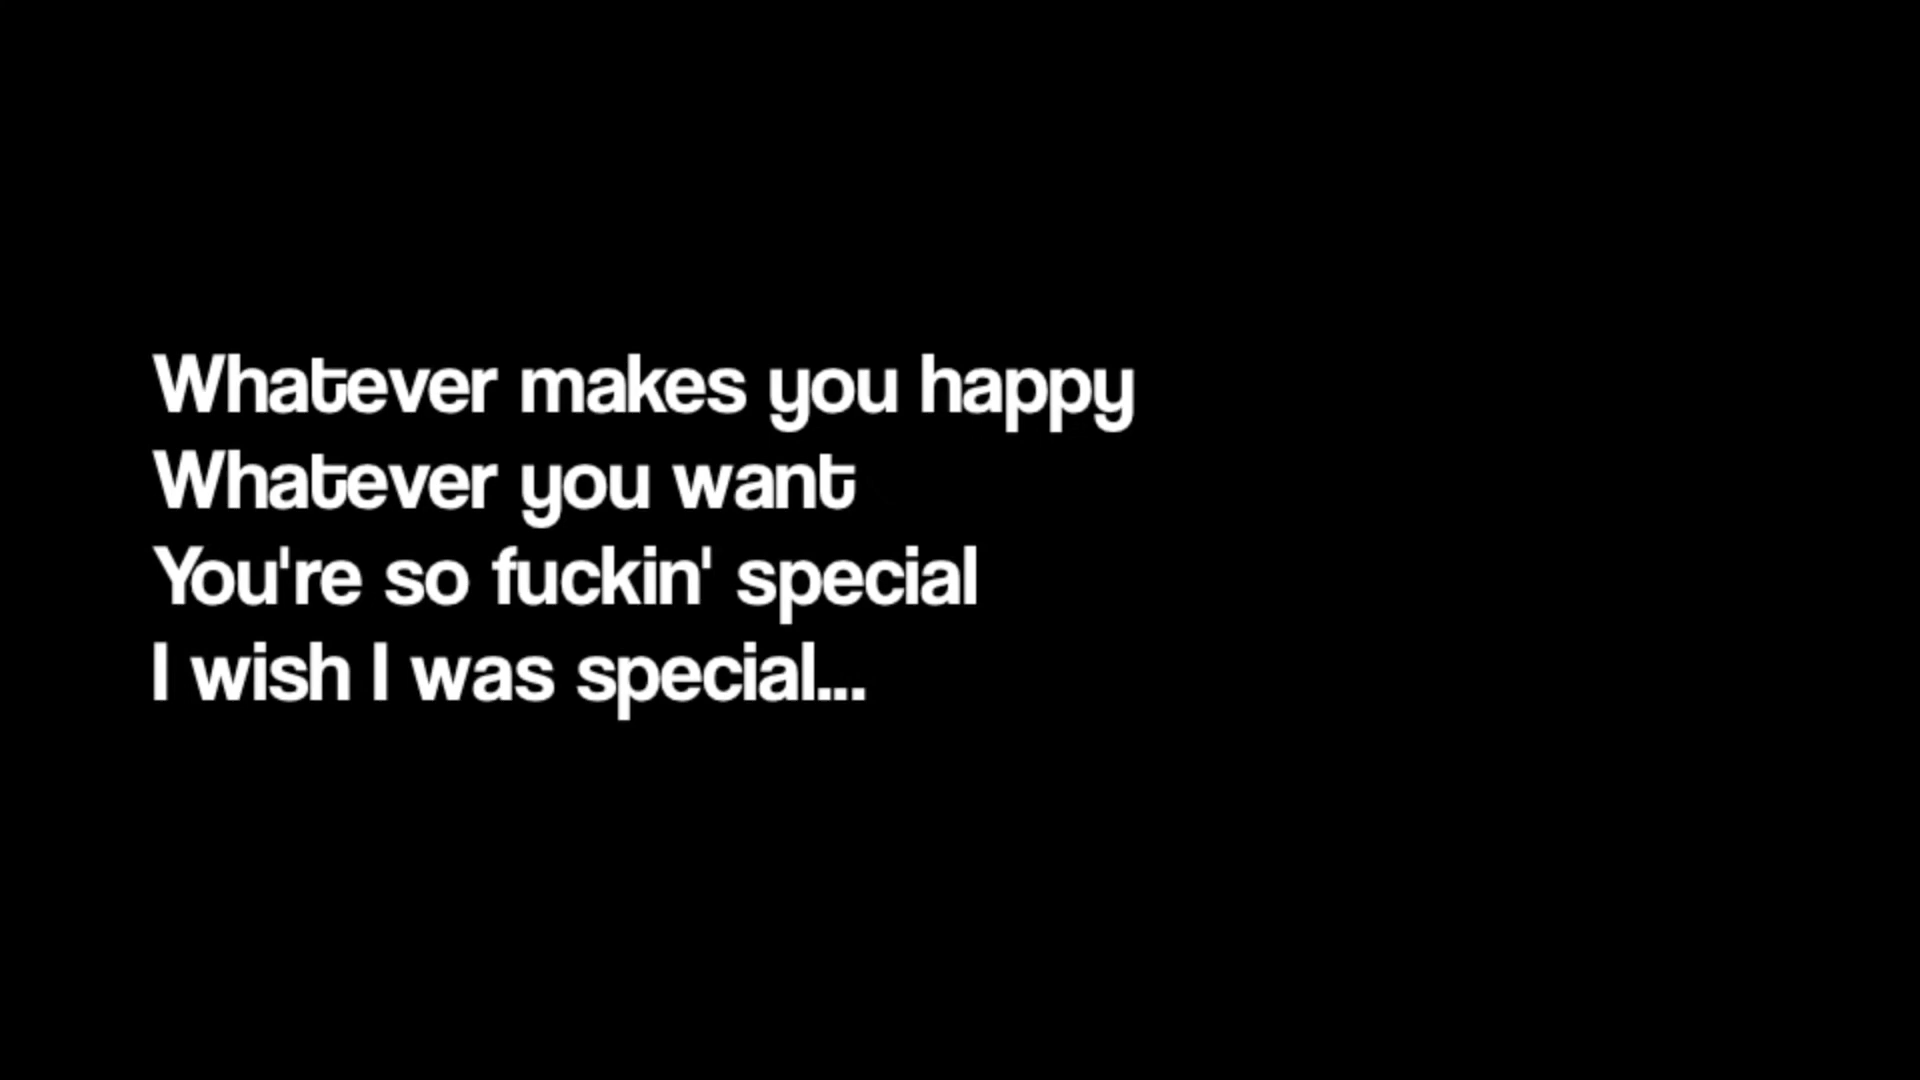 Whatever makes you happy
Whatever you want
You're so fuckin' special
I wish I was special...